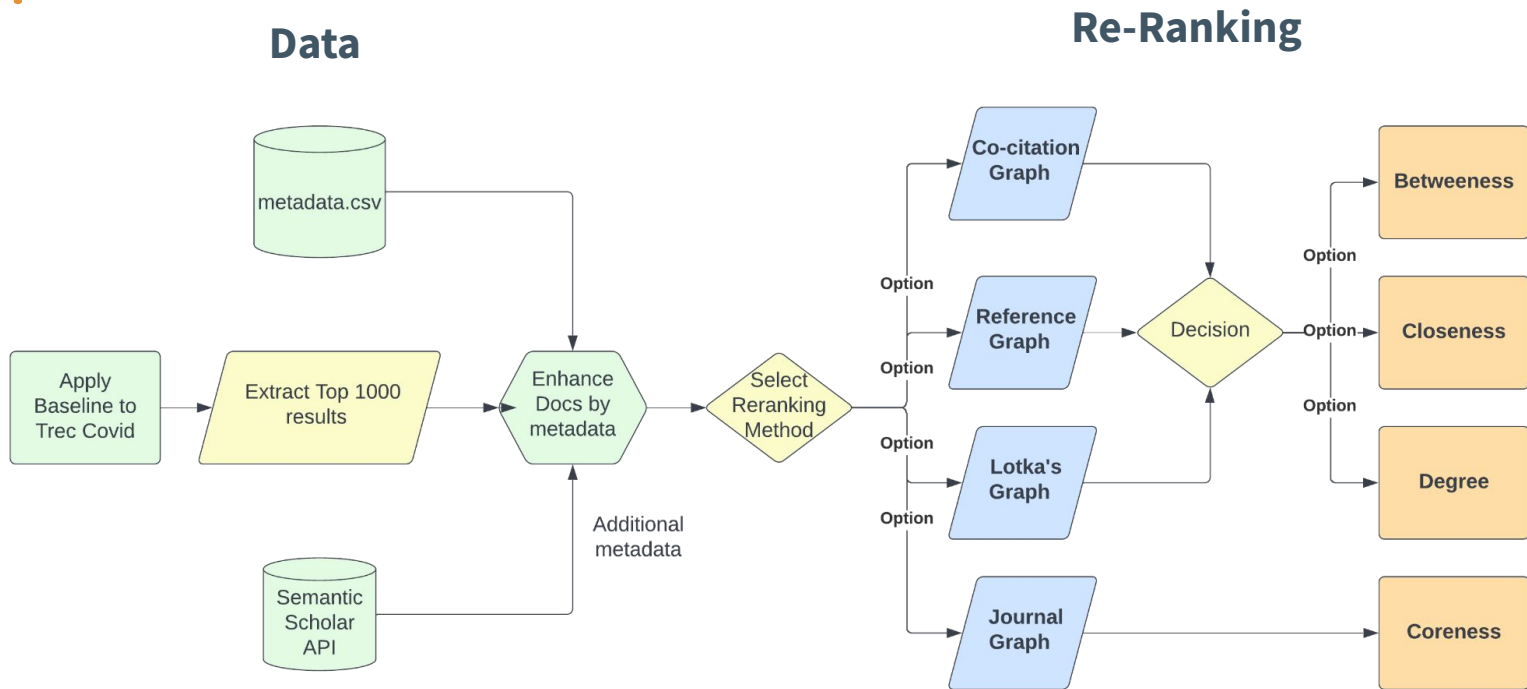 Data
Re-Ranking
metadata.csv
Apply
Baseline to
Trec Covid
Extract Top 1000
results
Enhance
Docs by
metadata
Semantic
Scholar
API
Additional
metadata
Select
Reranking
Method
Option
Option
Option
Option
Co-citation
Graph
Reference
Graph
Lotka's
Graph
Journal
Graph
Decision
Option
Option
Option
Betweeness
Closeness
Degree
Coreness